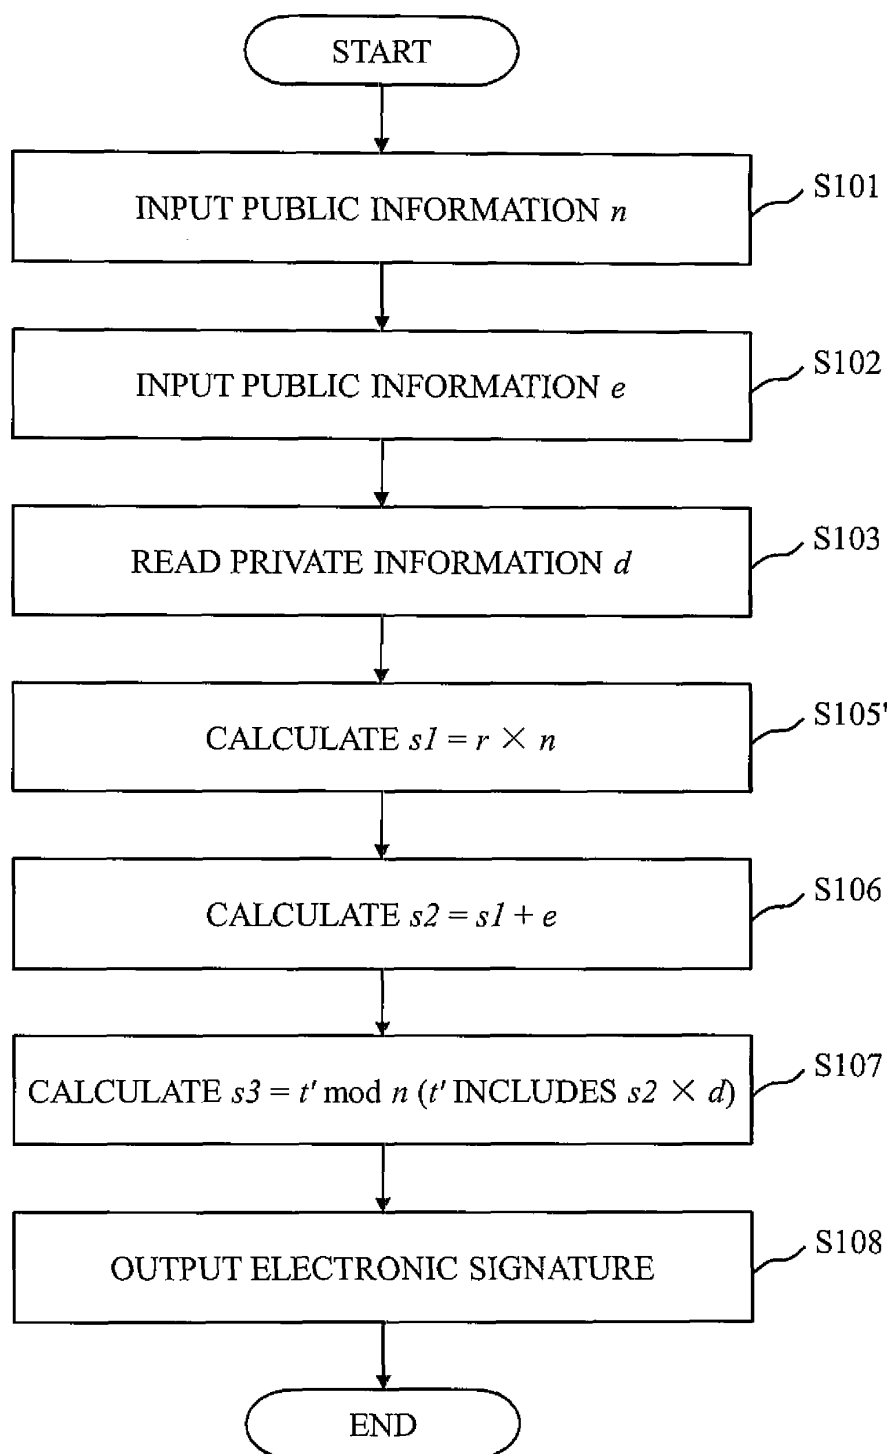 START
INPUT PUBLIC INFORMATION n
S101
INPUT PUBLIC INFORMATION e
S102
READ PRIVATE INFORMATION d
S103
CALCULATE s1 = r × n
S105'
CALCULATE s2 = s1 + e
S106
CALCULATE s3 = t' mod n (t' INCLUDES s2 × d)
S107
OUTPUT ELECTRONIC SIGNATURE
S108
END